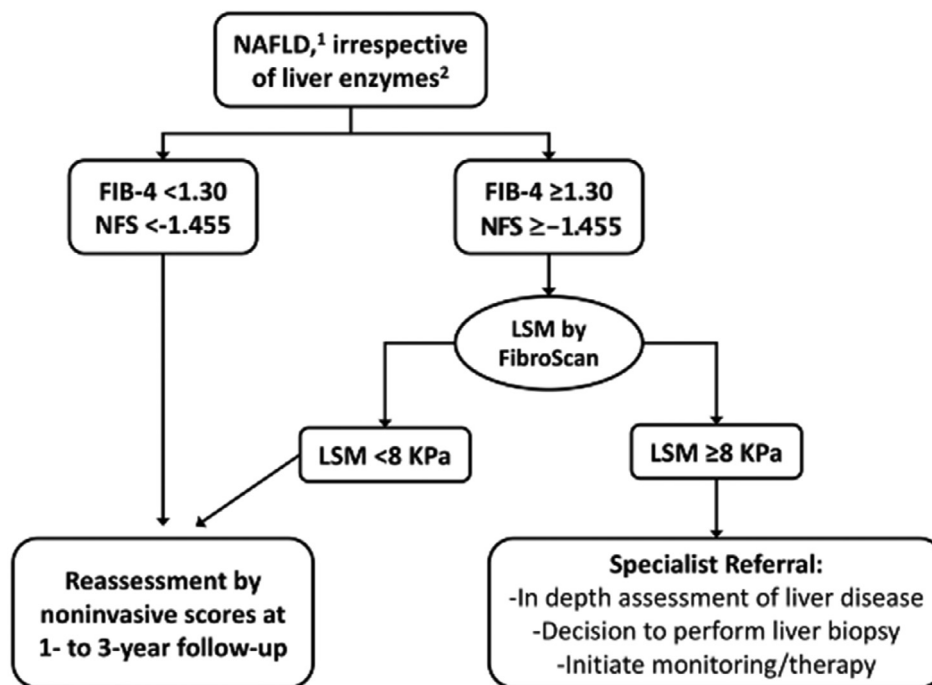 NAFLD,¹ irrespective
of liver enzymes²
FIB-4 <1.30
NFS <-1.455
FIB-4 ≥1.30
NFS ≥−1.455
LSM by
FibroScan
LSM <8 KPa
LSM ≥8 KPa
Reassessment by
noninvasive scores at
1- to 3-year follow-up
Specialist Referral:
-In depth assessment of liver disease
-Decision to perform liver biopsy
-Initiate monitoring/therapy